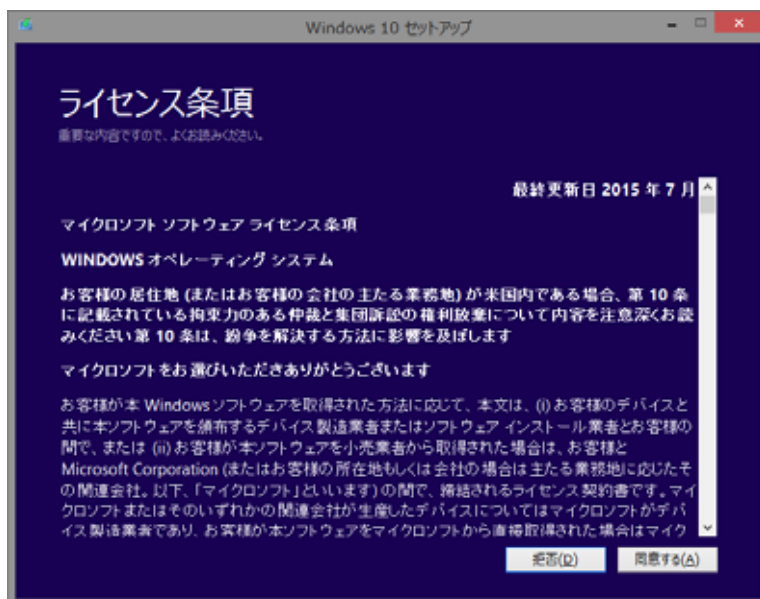 Windows 10 セットアップ
ライセンス条項
重要な内容ですので、よくお読みください。
最終更新日 2015 年 7 月
マイクロソフト ソフトウェア ライセンス条項
WINDOWS オペレーティング システム
お客様の居住地 (またはお客様の会社の主たる業務地) が米国内である場合、第 10 条
に記載されている拘束力のある仲裁と集団訴訟の権利放棄について内容を注意深くお読
みください 第 10 条は、紛争を解決する方法に影響を及ぼします
マイクロソフトをお選びいただきありがとうございます
お客様が本 Windows ソフトウェアを取得された方法に応じて、本文は、(i) お客様のデバイスと
共に本ソフトウェアを頒布するデバイス製造業者またはソフトウェア インストール業者とお客様の
間で、または (ii) お客様が本ソフトウェアを小売業者から取得された場合は、お客様と
Microsoft Corporation (またはお客様の所在地もしくは会社の場合は主たる業務地に応じたそ
の関連会社。以下、「マイクロソフト」といいます) の間で、締結されるライセンス契約書です。マイ
クロソフトまたはそのいずれかの関連会社が生産したデバイスについてはマイクロソフトがデバ
イス製造業者であり、お客様が本ソフトウェアをマイクロソフトから直接取得された場合はマイク
拒否(D)
同意する(A)